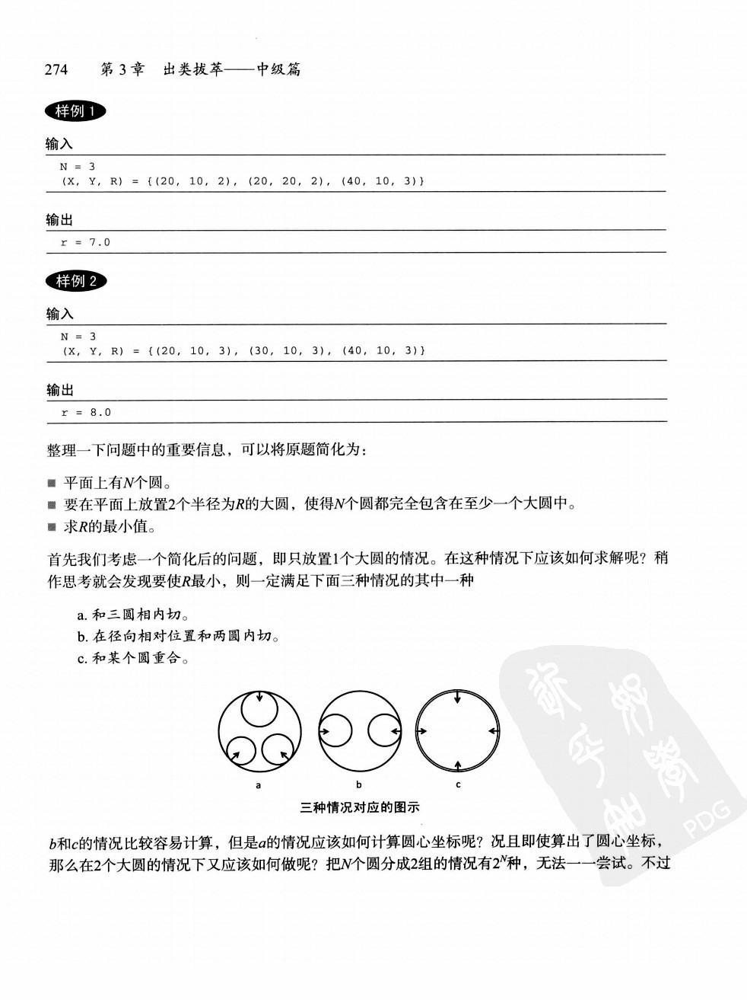 274 第 3 章 出类拔萃——中级篇
样例 1
输入
N = 3
(X, Y, R) = {(20, 10, 2), (20, 20, 2), (40, 10, 3)}
输出
r = 7.0
样例 2
输入
N = 3
(X, Y, R) = {(20, 10, 3), (30, 10, 3), (40, 10, 3)}
输出
r = 8.0
整理一下问题中的重要信息，可以将原题简化为：
平面上有N个圆。
要在平面上放置2个半径为R的大圆，使得N个圆都完全包含在至少一个大圆中。
求R的最小值。
首先我们考虑一个简化后的问题，即只放置1个大圆的情况。在这种情况下应该如何求解呢？稍
作思考就会发现要使R最小，则一定满足下面三种情况的其中一种
a. 和三圆相内切。
b. 在径向相对位置和两圆内切。
c. 和某个圆重合。
a b c
三种情况对应的图示
b和c的情况比较容易计算，但是a的情况应该如何计算圆心坐标呢？况且即使算出了圆心坐标，
那么在2个大圆的情况下又应该如何做呢？把N个圆分成2组的情况有2ᴺ种，无法一一尝试。不过
PDG